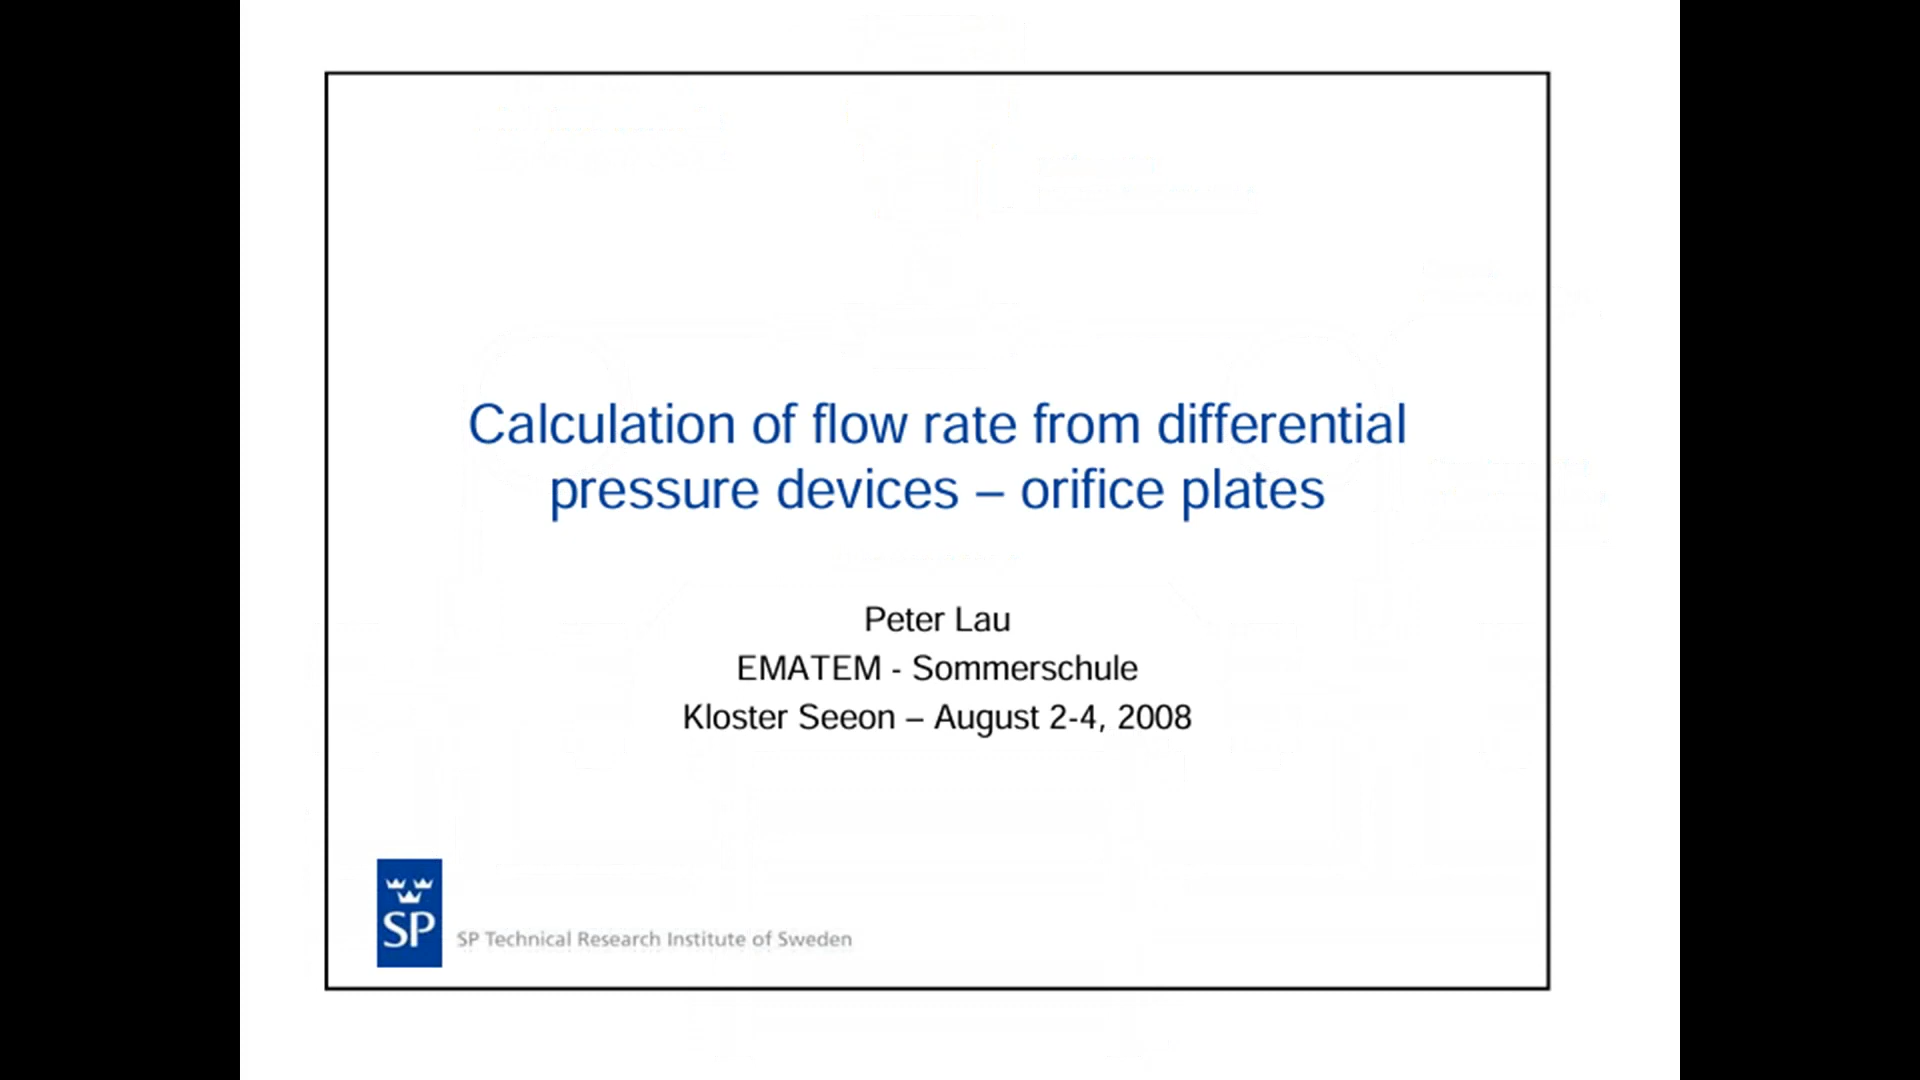 Calculation of flow rate from differential
pressure devices – orifice plates
Peter Lau
EMATEM - Sommerschule
Kloster Seeon – August 2-4, 2008
SP
SP Technical Research Institute of Sweden